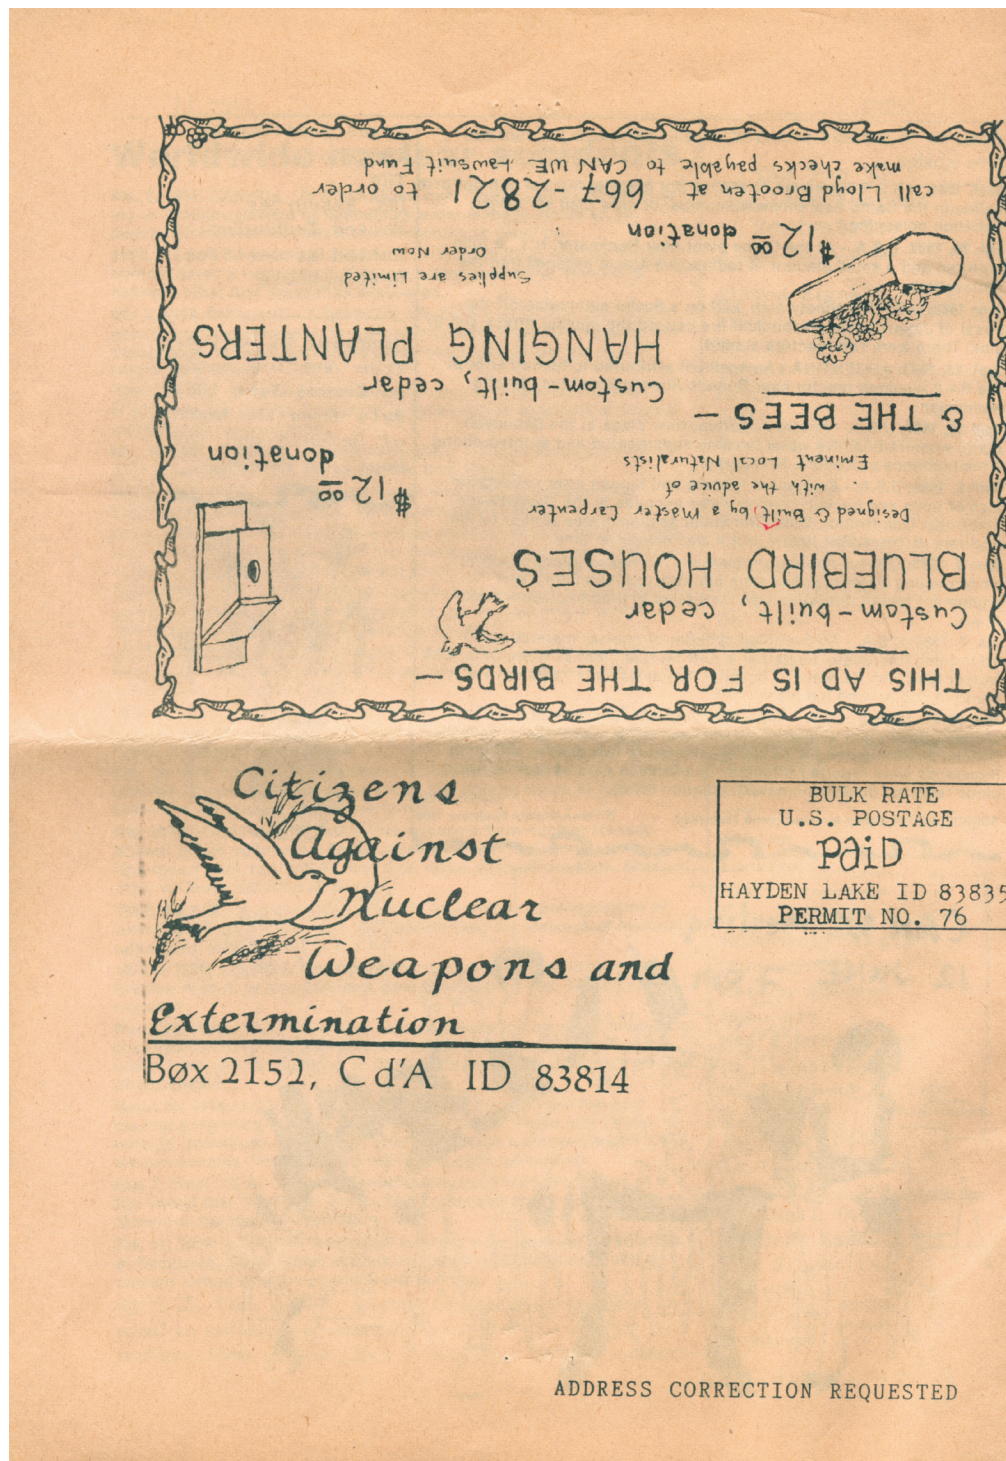 THIS AD IS FOR THE BIRDS-
Custom-built, cedar
BLUEBIRD HOUSES
Designed & Built, by a Master Carpenter
with the advice of
Eminent Local Naturalists
$12.00
donation
& THE BEES-
Custom-built, cedar
HANGING PLANTERS
Supplies are Limited
Order Now
$12.00 donation
call Lloyd Brooten at 667-2821 to order
make checks payable to CAN WE Lawsuit Fund
Citizens
Against
Nuclear
Weapons and
Extermination
Box 2152, Cd'A ID 83814
BULK RATE
U.S. POSTAGE
PAiD
HAYDEN LAKE ID 83835
PERMIT NO. 76
ADDRESS CORRECTION REQUESTED